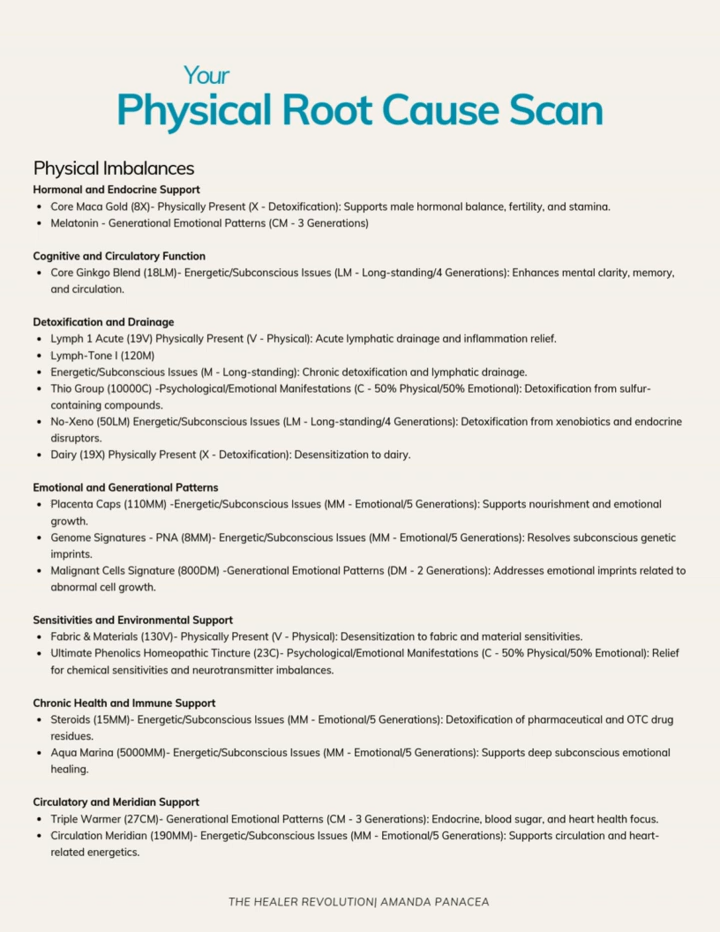 Your
Physical Root Cause Scan
Physical Imbalances
Hormonal and Endocrine Support
• Core Maca Gold (8X)- Physically Present (X - Detoxification): Supports male hormonal balance, fertility, and stamina.
• Melatonin - Generational Emotional Patterns (CM - 3 Generations)
Cognitive and Circulatory Function
• Core Ginkgo Blend (18LM)- Energetic/Subconscious Issues (LM - Long-standing/4 Generations): Enhances mental clarity, memory,
and circulation.
Detoxification and Drainage
• Lymph 1 Acute (19V) Physically Present (V - Physical): Acute lymphatic drainage and inflammation relief.
• Lymph-Tone I (120M)
• Energetic/Subconscious Issues (M - Long-standing): Chronic detoxification and lymphatic drainage.
• Thio Group (10000C) -Psychological/Emotional Manifestations (C - 50% Physical/50% Emotional): Detoxification from sulfur-
containing compounds.
• No-Xeno (50LM) Energetic/Subconscious Issues (LM - Long-standing/4 Generations): Detoxification from xenobiotics and endocrine
disruptors.
• Dairy (19X) Physically Present (X - Detoxification): Desensitization to dairy.
Emotional and Generational Patterns
• Placenta Caps (110MM) -Energetic/Subconscious Issues (MM - Emotional/5 Generations): Supports nourishment and emotional
growth.
• Genome Signatures - PNA (8MM)- Energetic/Subconscious Issues (MM - Emotional/5 Generations): Resolves subconscious genetic
imprints.
• Malignant Cells Signature (800DM) -Generational Emotional Patterns (DM - 2 Generations): Addresses emotional imprints related to
abnormal cell growth.
Sensitivities and Environmental Support
• Fabric & Materials (130V)- Physically Present (V - Physical): Desensitization to fabric and material sensitivities.
• Ultimate Phenolics Homeopathic Tincture (23C)- Psychological/Emotional Manifestations (C - 50% Physical/50% Emotional): Relief
for chemical sensitivities and neurotransmitter imbalances.
Chronic Health and Immune Support
• Steroids (15MM)- Energetic/Subconscious Issues (MM - Emotional/5 Generations): Detoxification of pharmaceutical and OTC drug
residues.
• Aqua Marina (5000MM)- Energetic/Subconscious Issues (MM - Emotional/5 Generations): Supports deep subconscious emotional
healing.
Circulatory and Meridian Support
• Triple Warmer (27CM)- Generational Emotional Patterns (CM - 3 Generations): Endocrine, blood sugar, and heart health focus.
• Circulation Meridian (190MM)- Energetic/Subconscious Issues (MM - Emotional/5 Generations): Supports circulation and heart-
related energetics.
THE HEALER REVOLUTION| AMANDA PANACEA